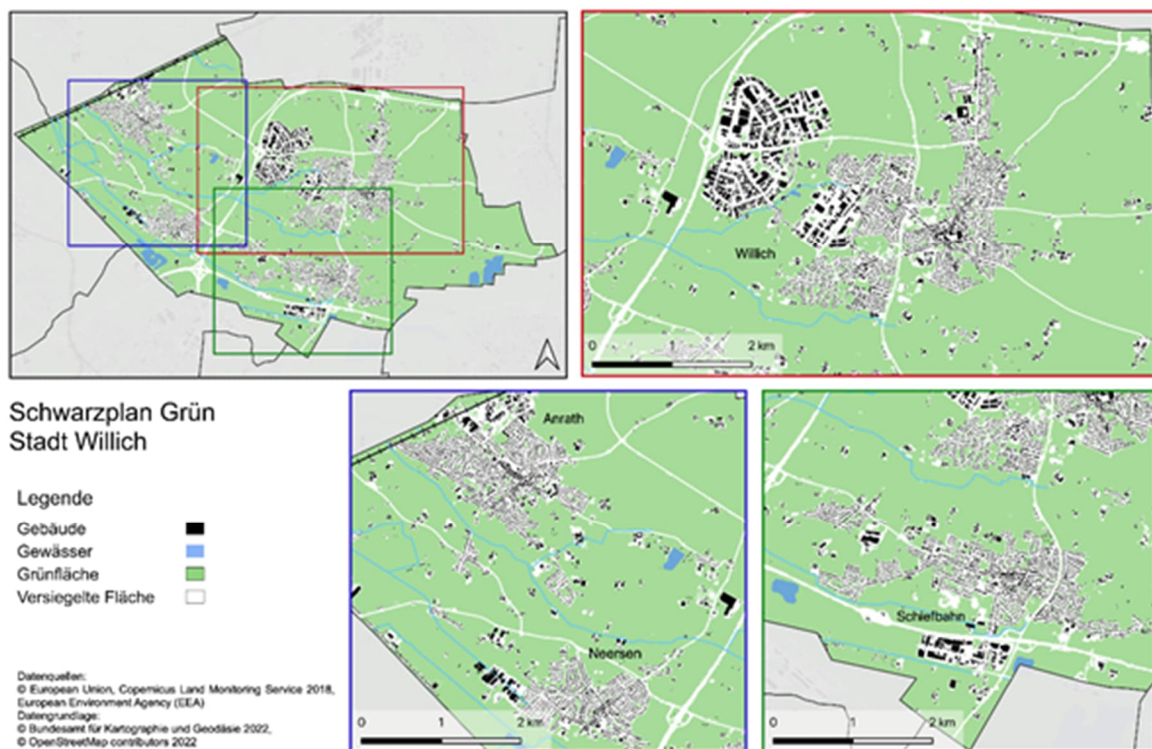 Willich
0 1 2 km
Schwarzplan Grün
Stadt Willich
Legende
Gebäude
Gewässer
Grünfläche
Versiegelte Fläche
Datenquellen:
© European Union, Copernicus Land Monitoring Service 2018,
European Environment Agency (EEA)
Datengrundlage:
© Bundesamt für Kartographie und Geodäsie 2022,
© OpenStreetMap contributors 2022
Anrath
Neersen
0 1 2 km
Schiefbahn
0 1 2 km